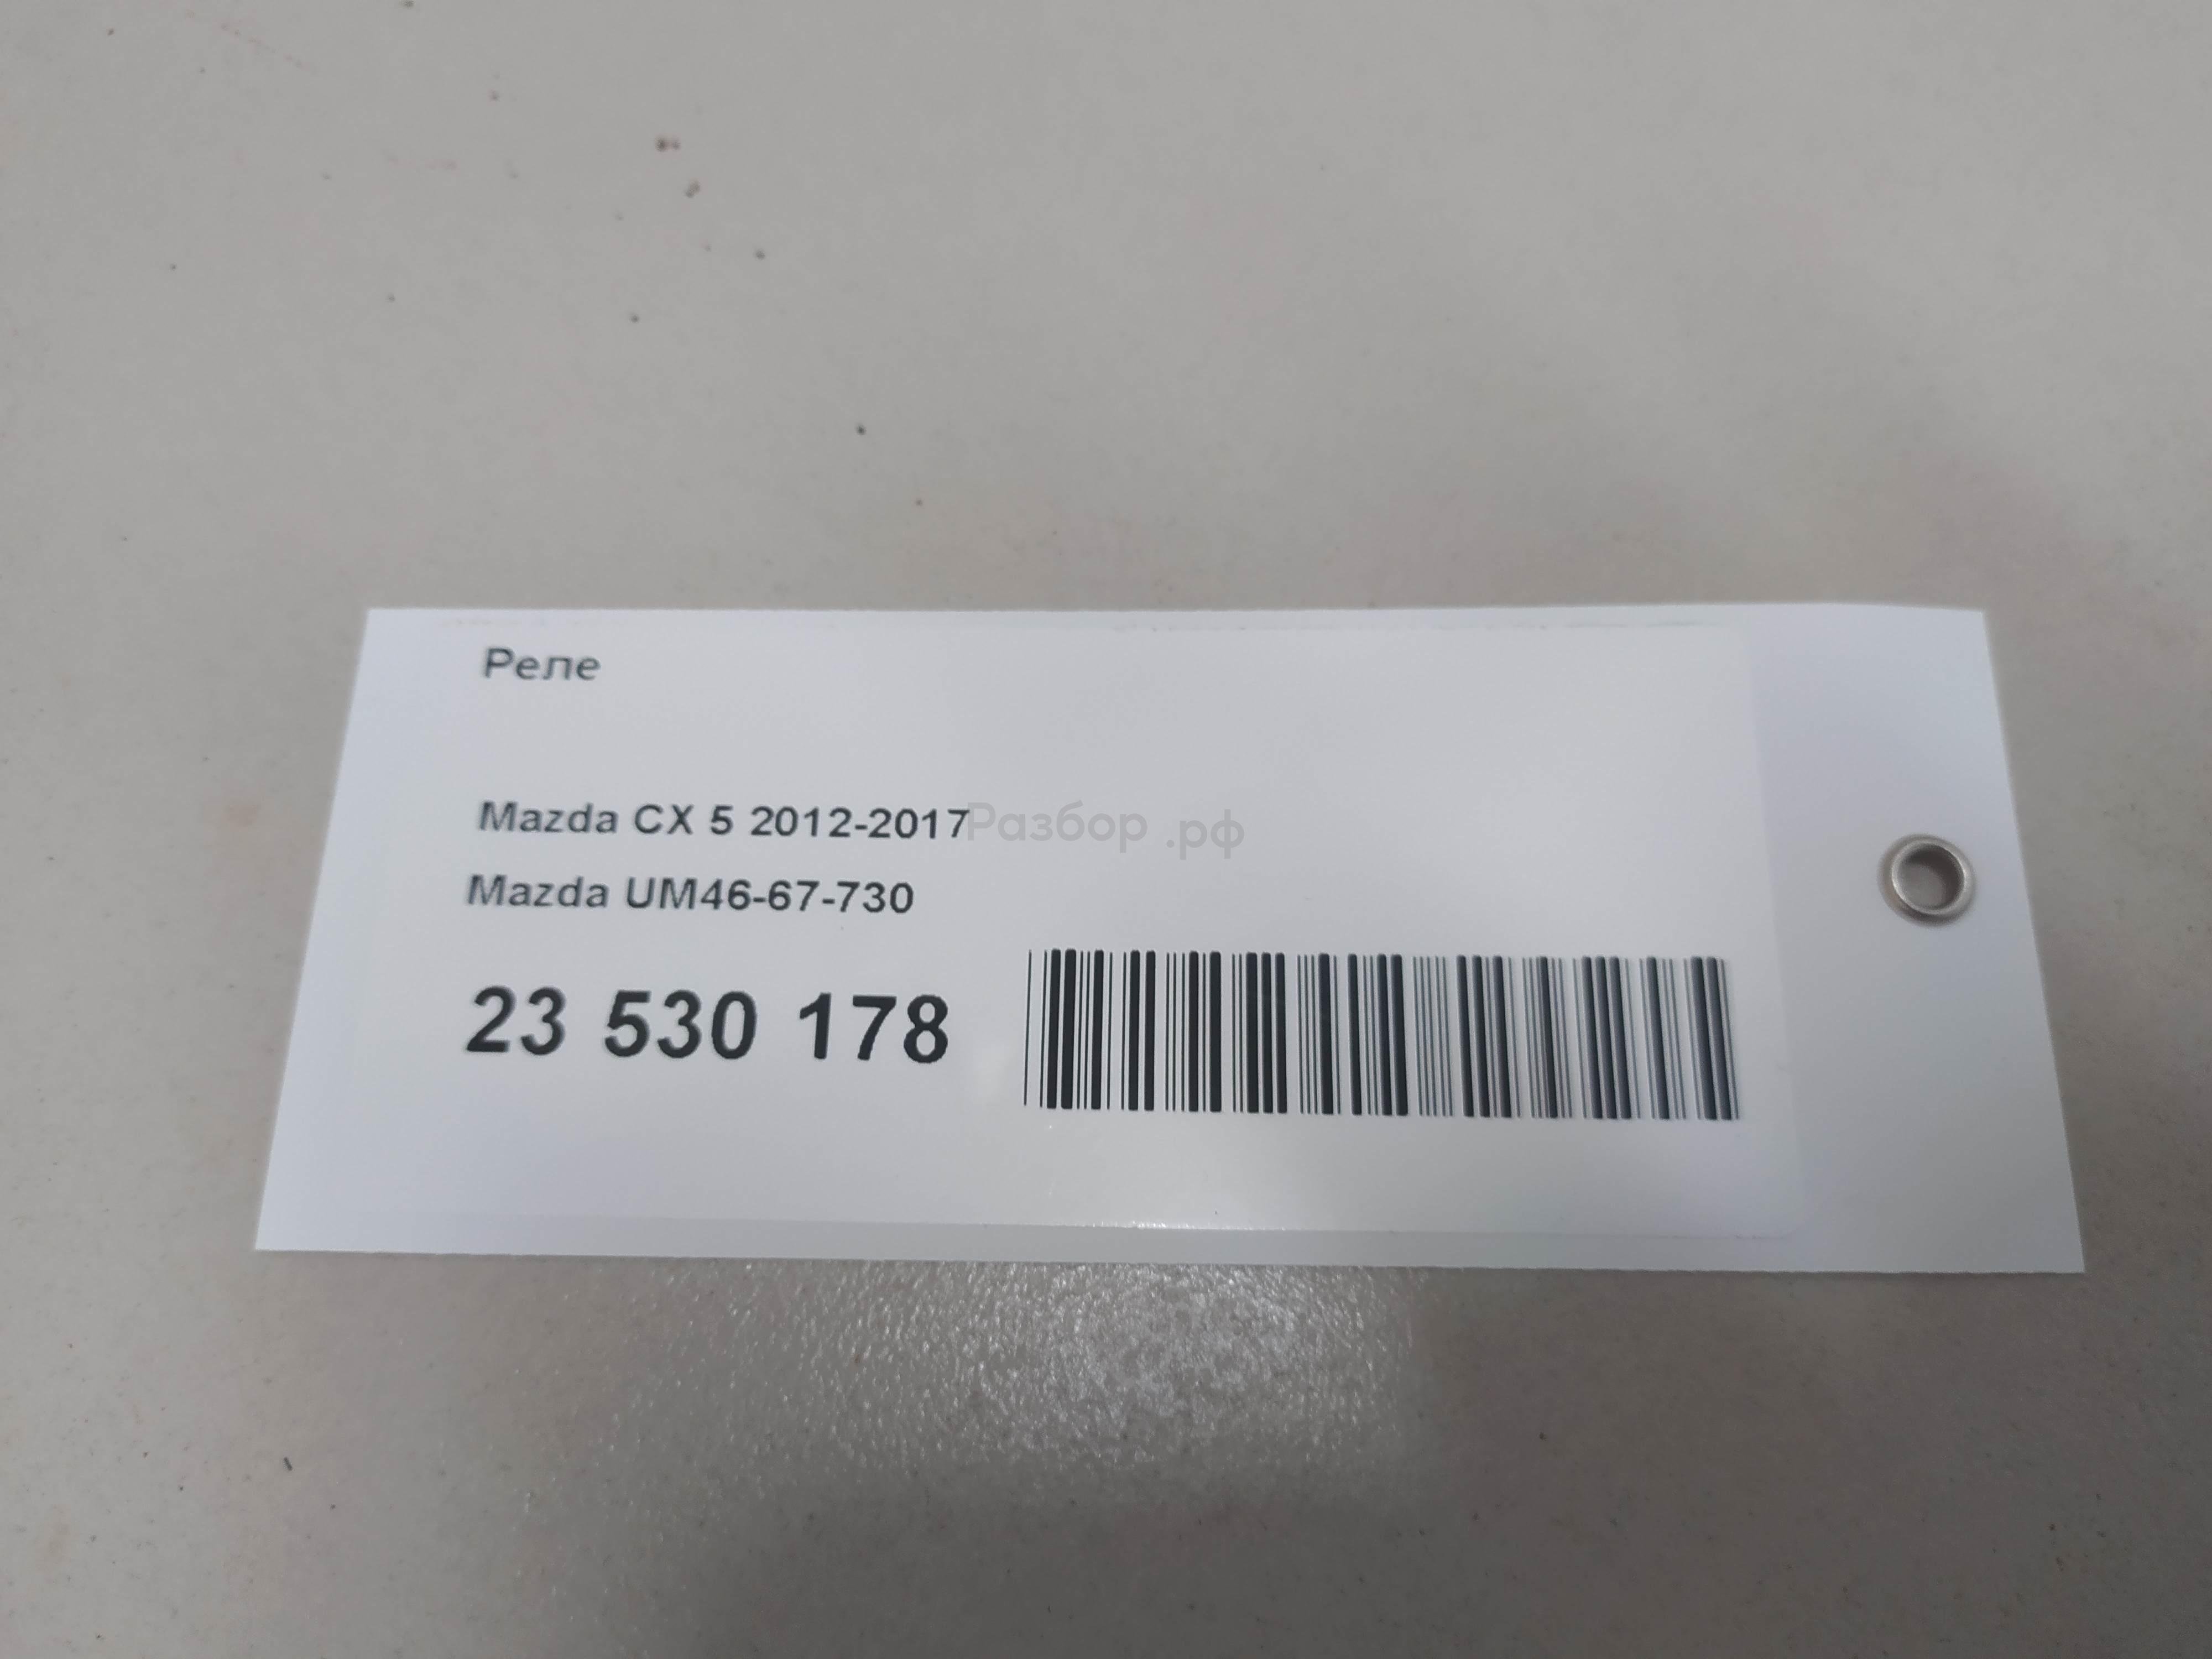 Реле
Mazda CX 5 2012-2017
Разбор .рф
Mazda UM46-67-730
23 530 178